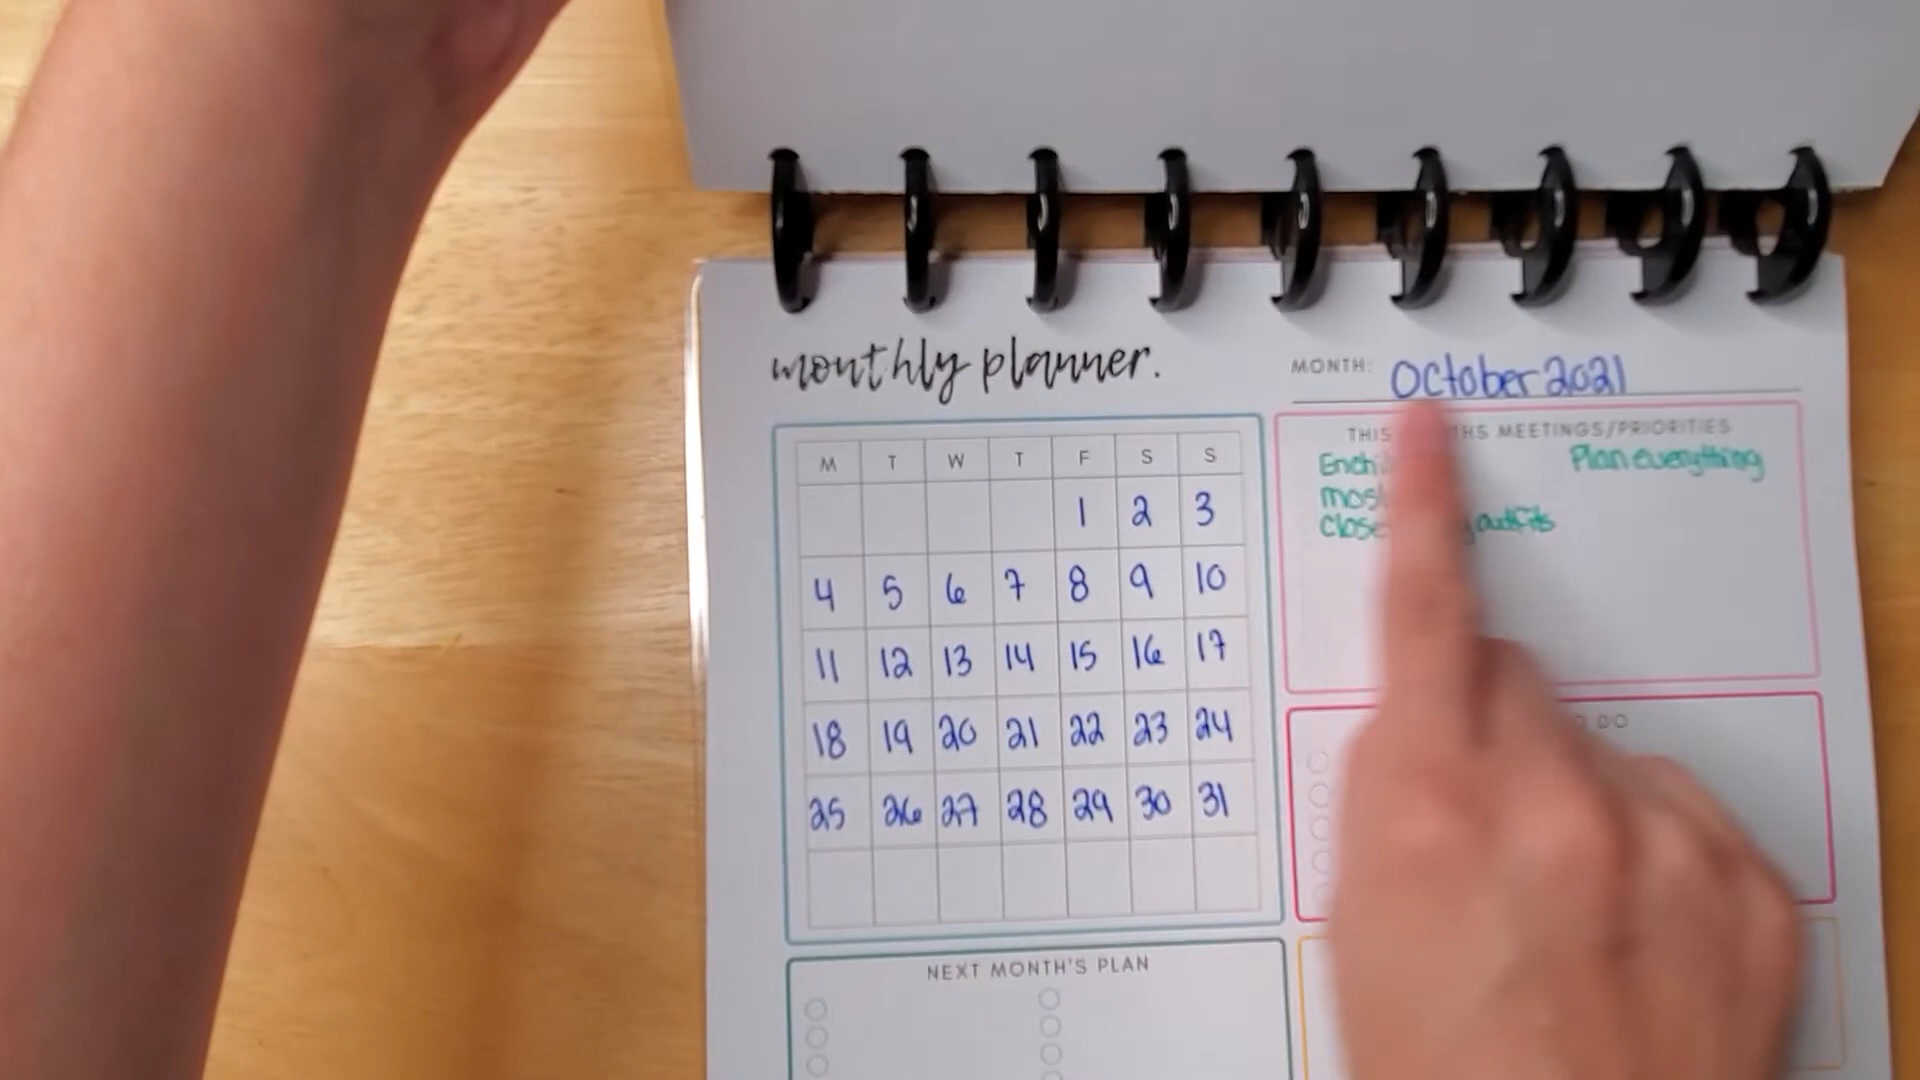 monthly planner.
MONTH: October 2021
M T W T F S S
1 2 3
4 5 6 7 8 9 10
11 12 13 14 15 16 17
18 19 20 21 22 23 24
25 26 27 28 29 30 31
THIS MEETINGS/PRIORITIES
Plan everything
outfits
DO
NEXT MONTH'S PLAN